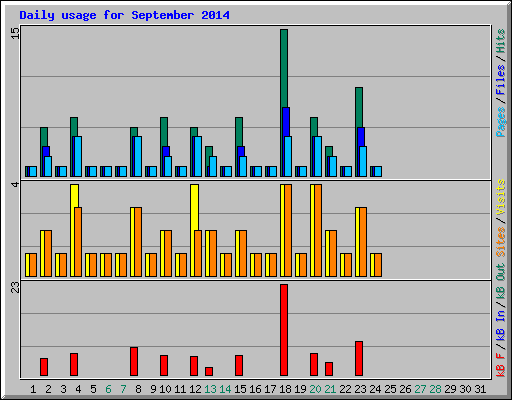 Daily usage for September 2014
15
Pages/Files/Hits
4
Sites/Visits
23
kB F/kB In/kB Out
1 2 3 4 5 6 7 8 9 10 11 12 13 14 15 16 17 18 19 20 21 22 23 24 25 26 27 28 29 30 31